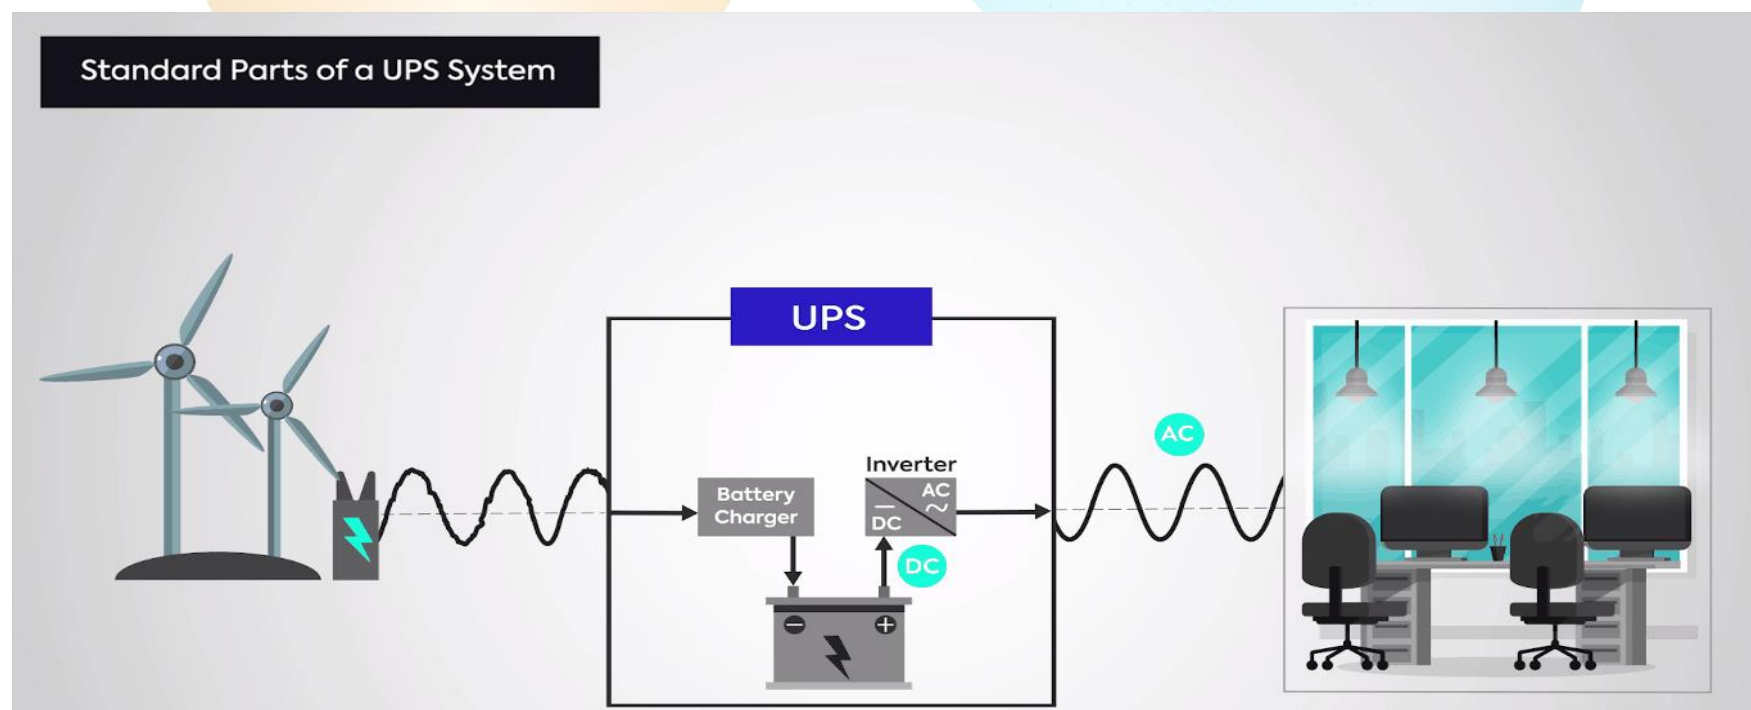 Standard Parts of a UPS System
UPS
AC
Inverter
Battery
Charger
AC
DC
DC